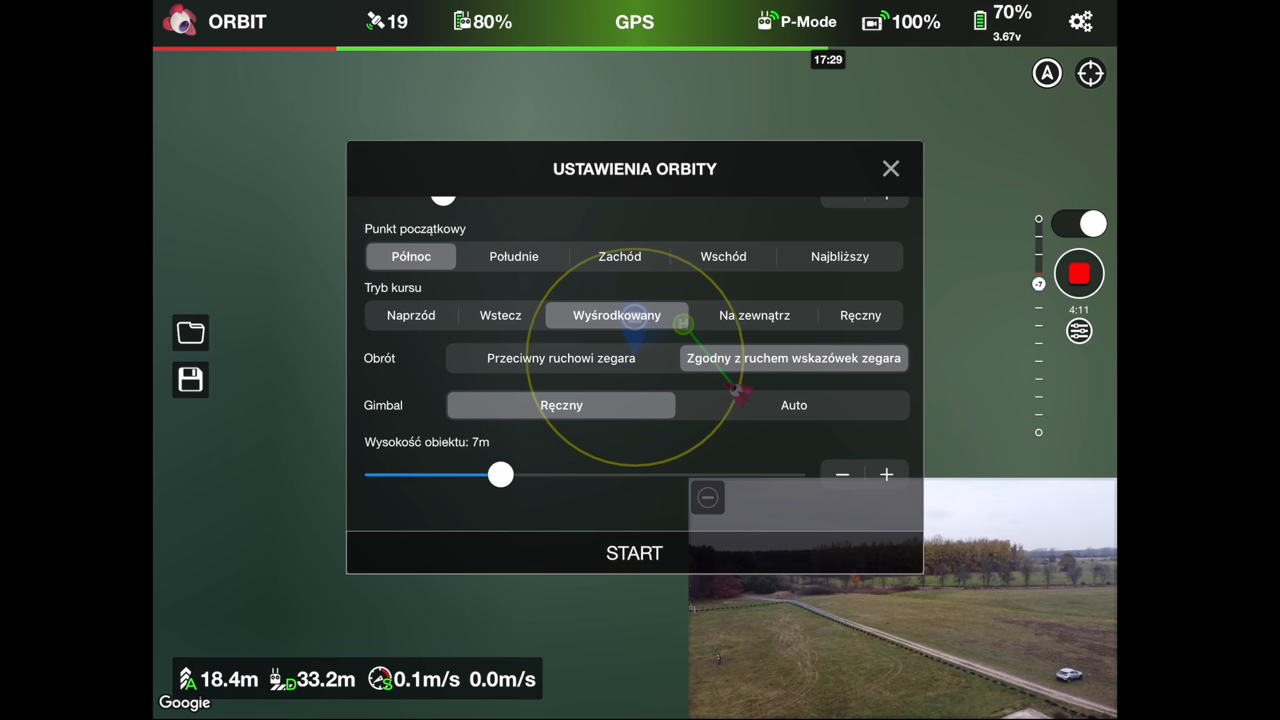 ORBIT
19
80%
GPS
P-Mode
100%
70%
3.67v
17:29
A
USTAWIENIA ORBITY
Punkt początkowy
Północ Południe Zachód Wschód Najbliższy
Tryb kursu
Naprzód Wstecz Wyśrodkowany Na zewnątrz Ręczny
H
Obrót Przeciwny ruchowi zegara Zgodny z ruchem wskazówek zegara
Gimbal Ręczny Auto
Wysokość obiektu: 7m
START
-7
4:11
A 18.4m D 33.2m S 0.1m/s 0.0m/s
Google